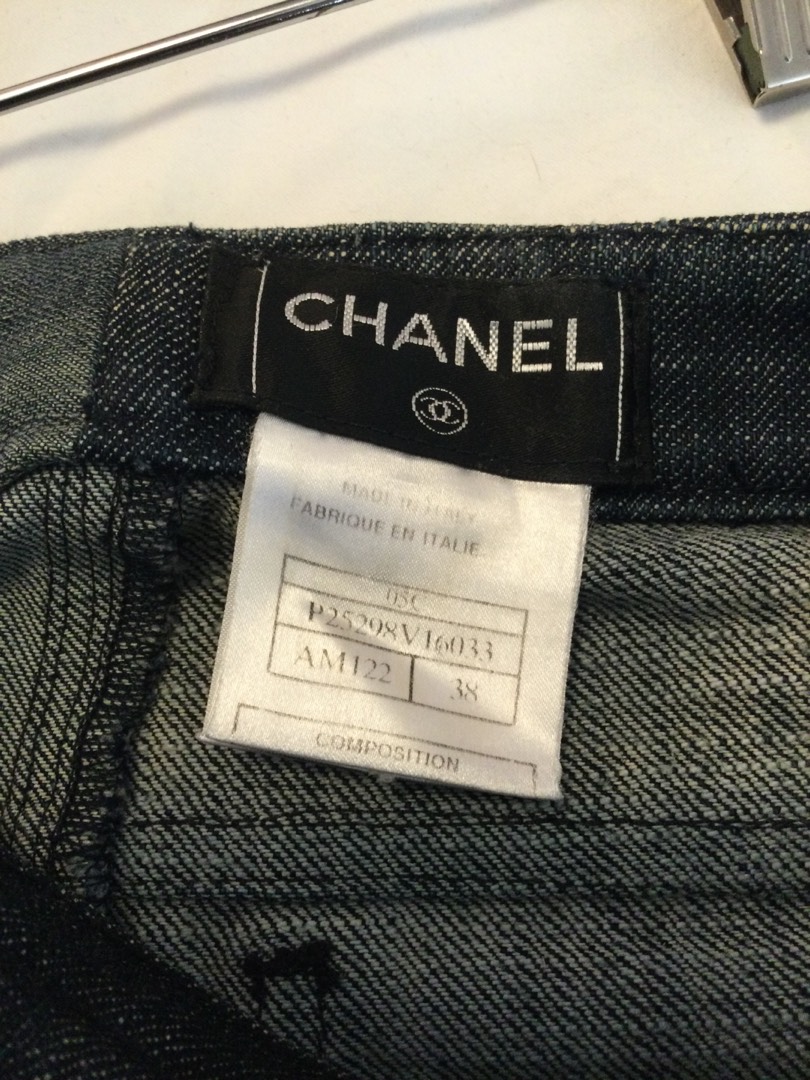 CHANEL
MADE IN ITALY
FABRIQUE EN ITALIE
05C
P25298V16033
AM122 38
COMPOSITION